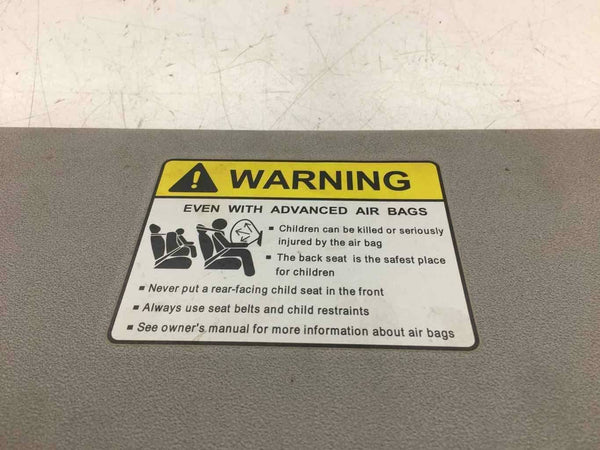 WARNING
EVEN WITH ADVANCED AIR BAGS
▪ Children can be killed or seriously
injured by the air bag
▪ The back seat is the safest place
for children
▪ Never put a rear-facing child seat in the front
▪ Always use seat belts and child restraints
▪ See owner's manual for more information about air bags